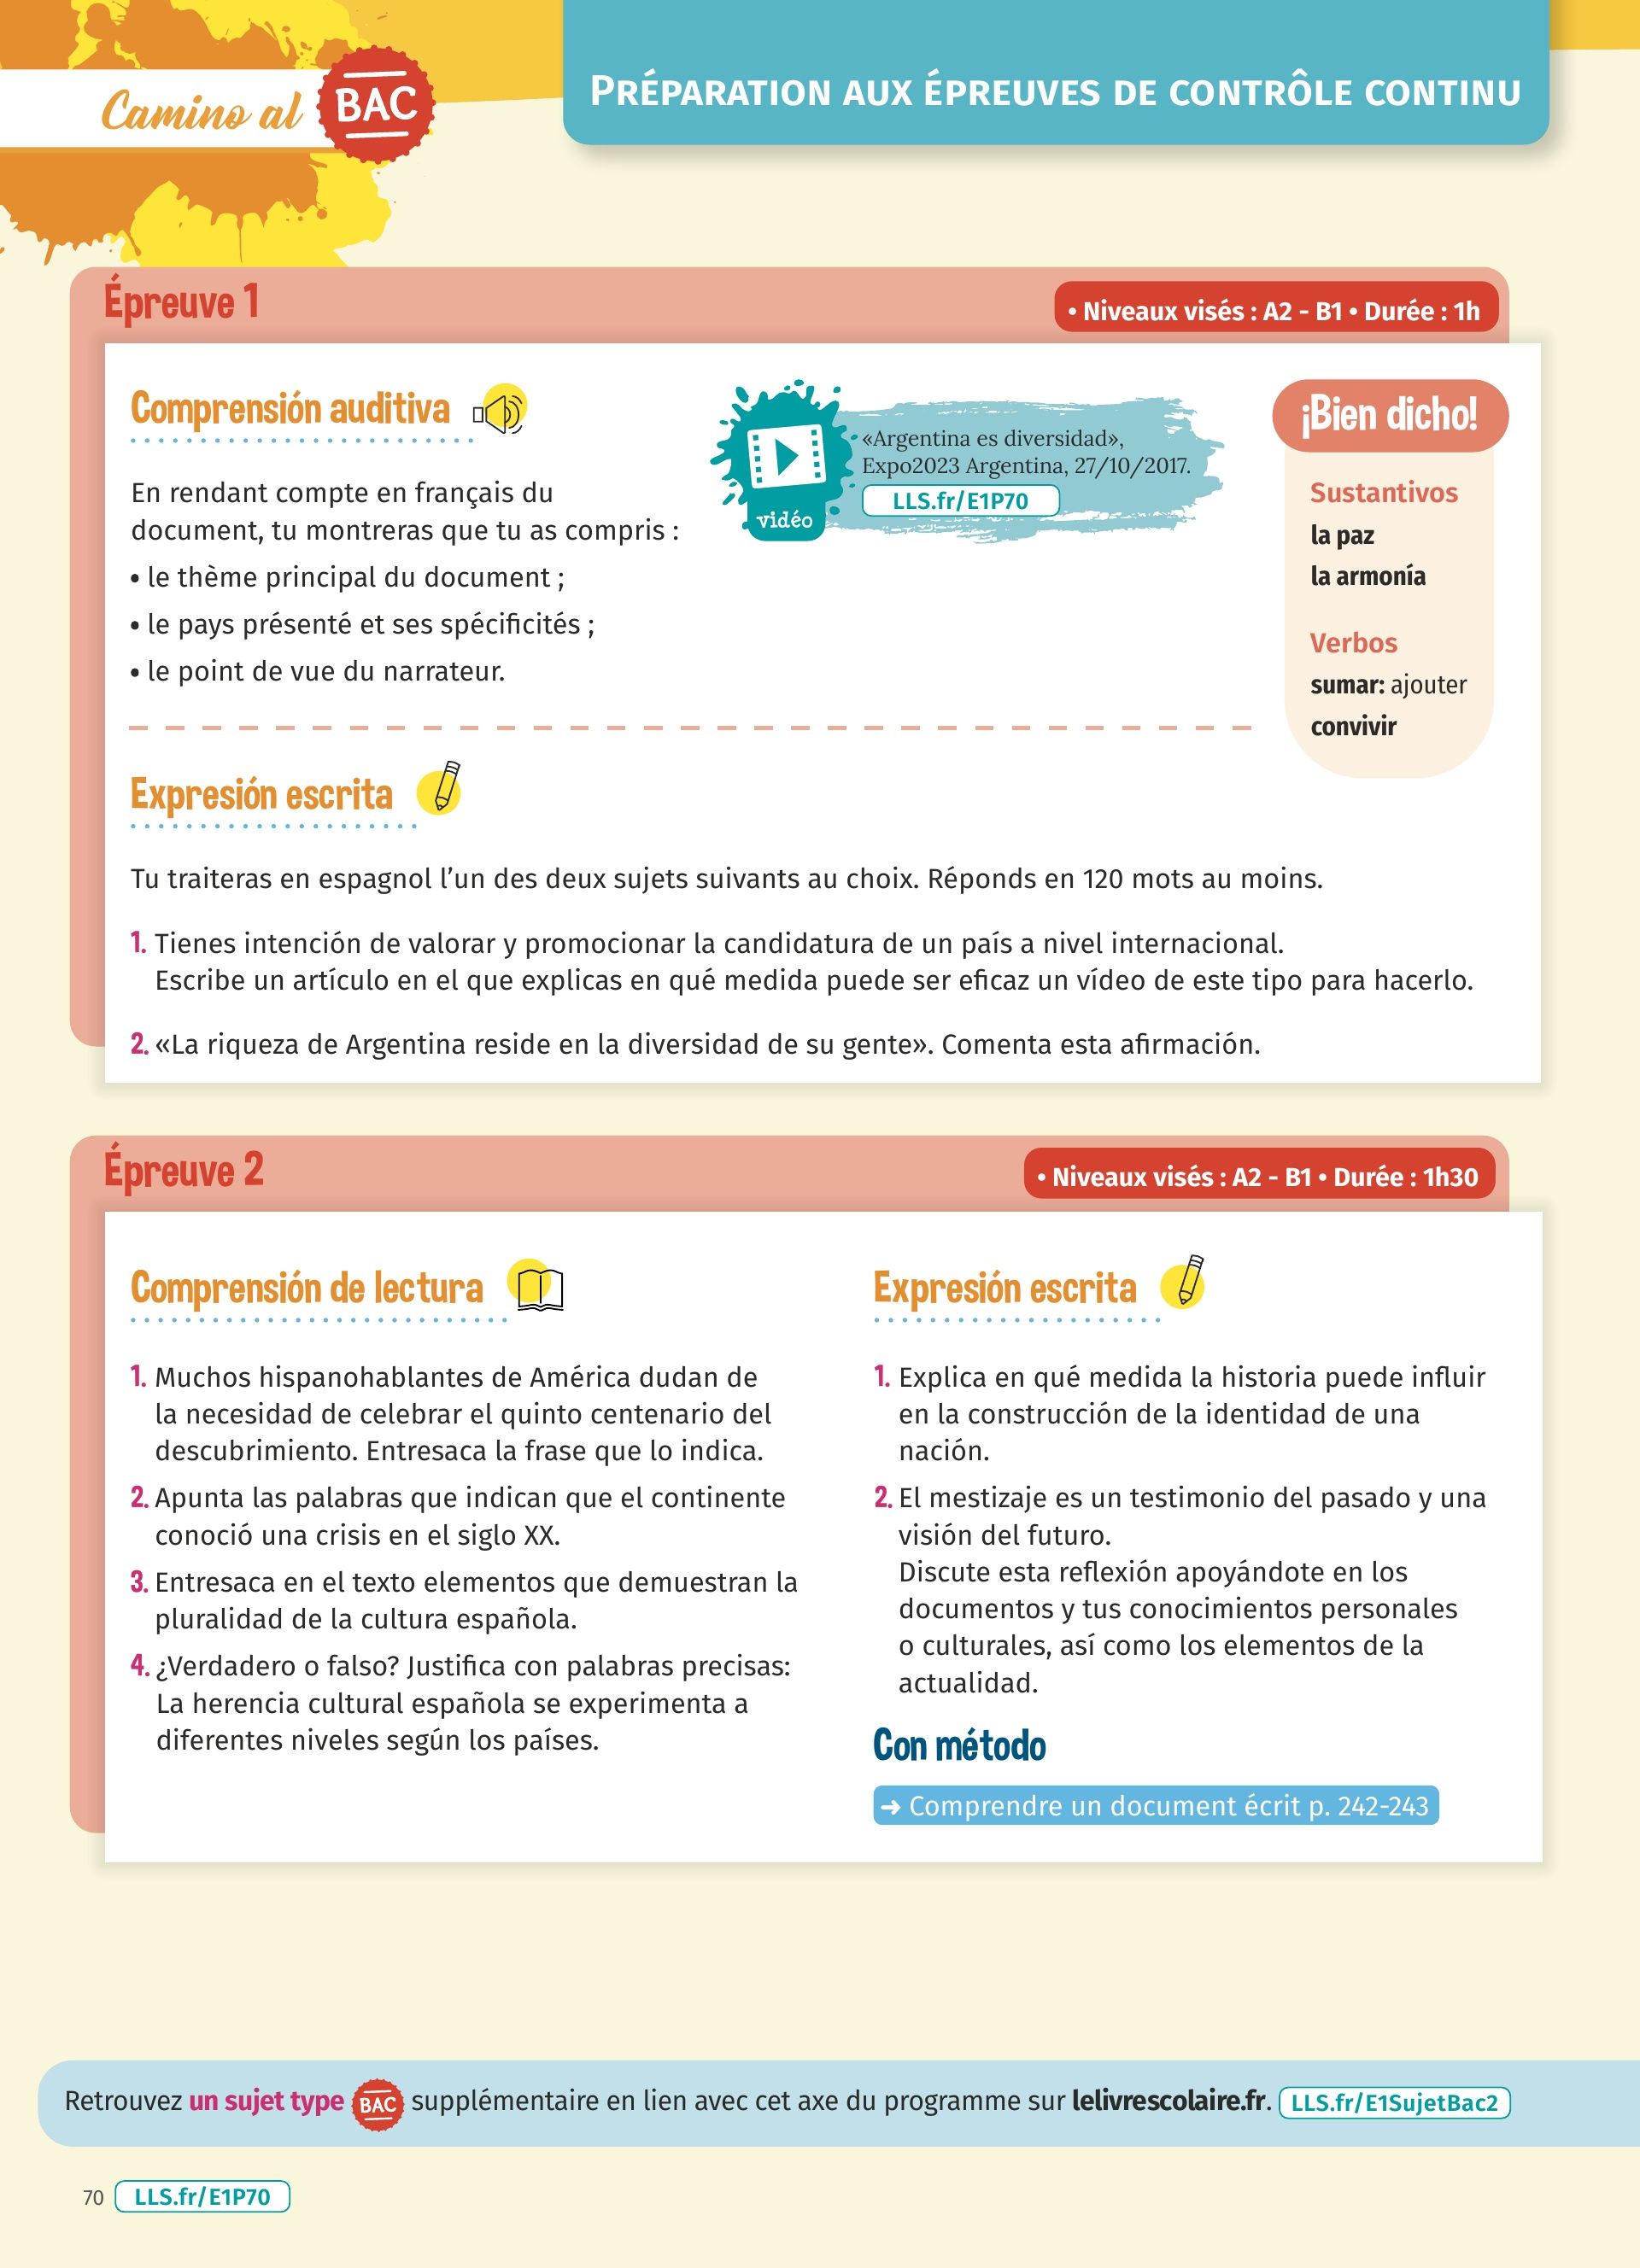 Camino al BAC
PRÉPARATION AUX ÉPREUVES DE CONTRÔLE CONTINU
Épreuve 1
• Niveaux visés : A2 - B1 • Durée : 1h
Comprensión auditiva
En rendant compte en français du
document, tu montreras que tu as compris :
• le thème principal du document ;
• le pays présenté et ses spécificités ;
• le point de vue du narrateur.
vidéo
«Argentina es diversidad»,
Expo2023 Argentina, 27/10/2017.
LLS.fr/E1P70
¡Bien dicho!
Sustantivos
la paz
la armonía
Verbos
sumar: ajouter
convivir
Expresión escrita
Tu traiteras en espagnol l’un des deux sujets suivants au choix. Réponds en 120 mots au moins.
1. Tienes intención de valorar y promocionar la candidatura de un país a nivel internacional.
Escribe un artículo en el que explicas en qué medida puede ser eficaz un vídeo de este tipo para hacerlo.
2. «La riqueza de Argentina reside en la diversidad de su gente». Comenta esta afirmación.
Épreuve 2
• Niveaux visés : A2 - B1 • Durée : 1h30
Comprensión de lectura
1. Muchos hispanohablantes de América dudan de
la necesidad de celebrar el quinto centenario del
descubrimiento. Entresaca la frase que lo indica.
2. Apunta las palabras que indican que el continente
conoció una crisis en el siglo XX.
3. Entresaca en el texto elementos que demuestran la
pluralidad de la cultura española.
4. ¿Verdadero o falso? Justifica con palabras precisas:
La herencia cultural española se experimenta a
diferentes niveles según los países.
Expresión escrita
1. Explica en qué medida la historia puede influir
en la construcción de la identidad de una
nación.
2. El mestizaje es un testimonio del pasado y una
visión del futuro.
Discute esta reflexión apoyándote en los
documentos y tus conocimientos personales
o culturales, así como los elementos de la
actualidad.
Con método
➜ Comprendre un document écrit p. 242-243
Retrouvez un sujet type BAC supplémentaire en lien avec cet axe du programme sur lelivrescolaire.fr. LLS.fr/E1SujetBac2
70 LLS.fr/E1P70